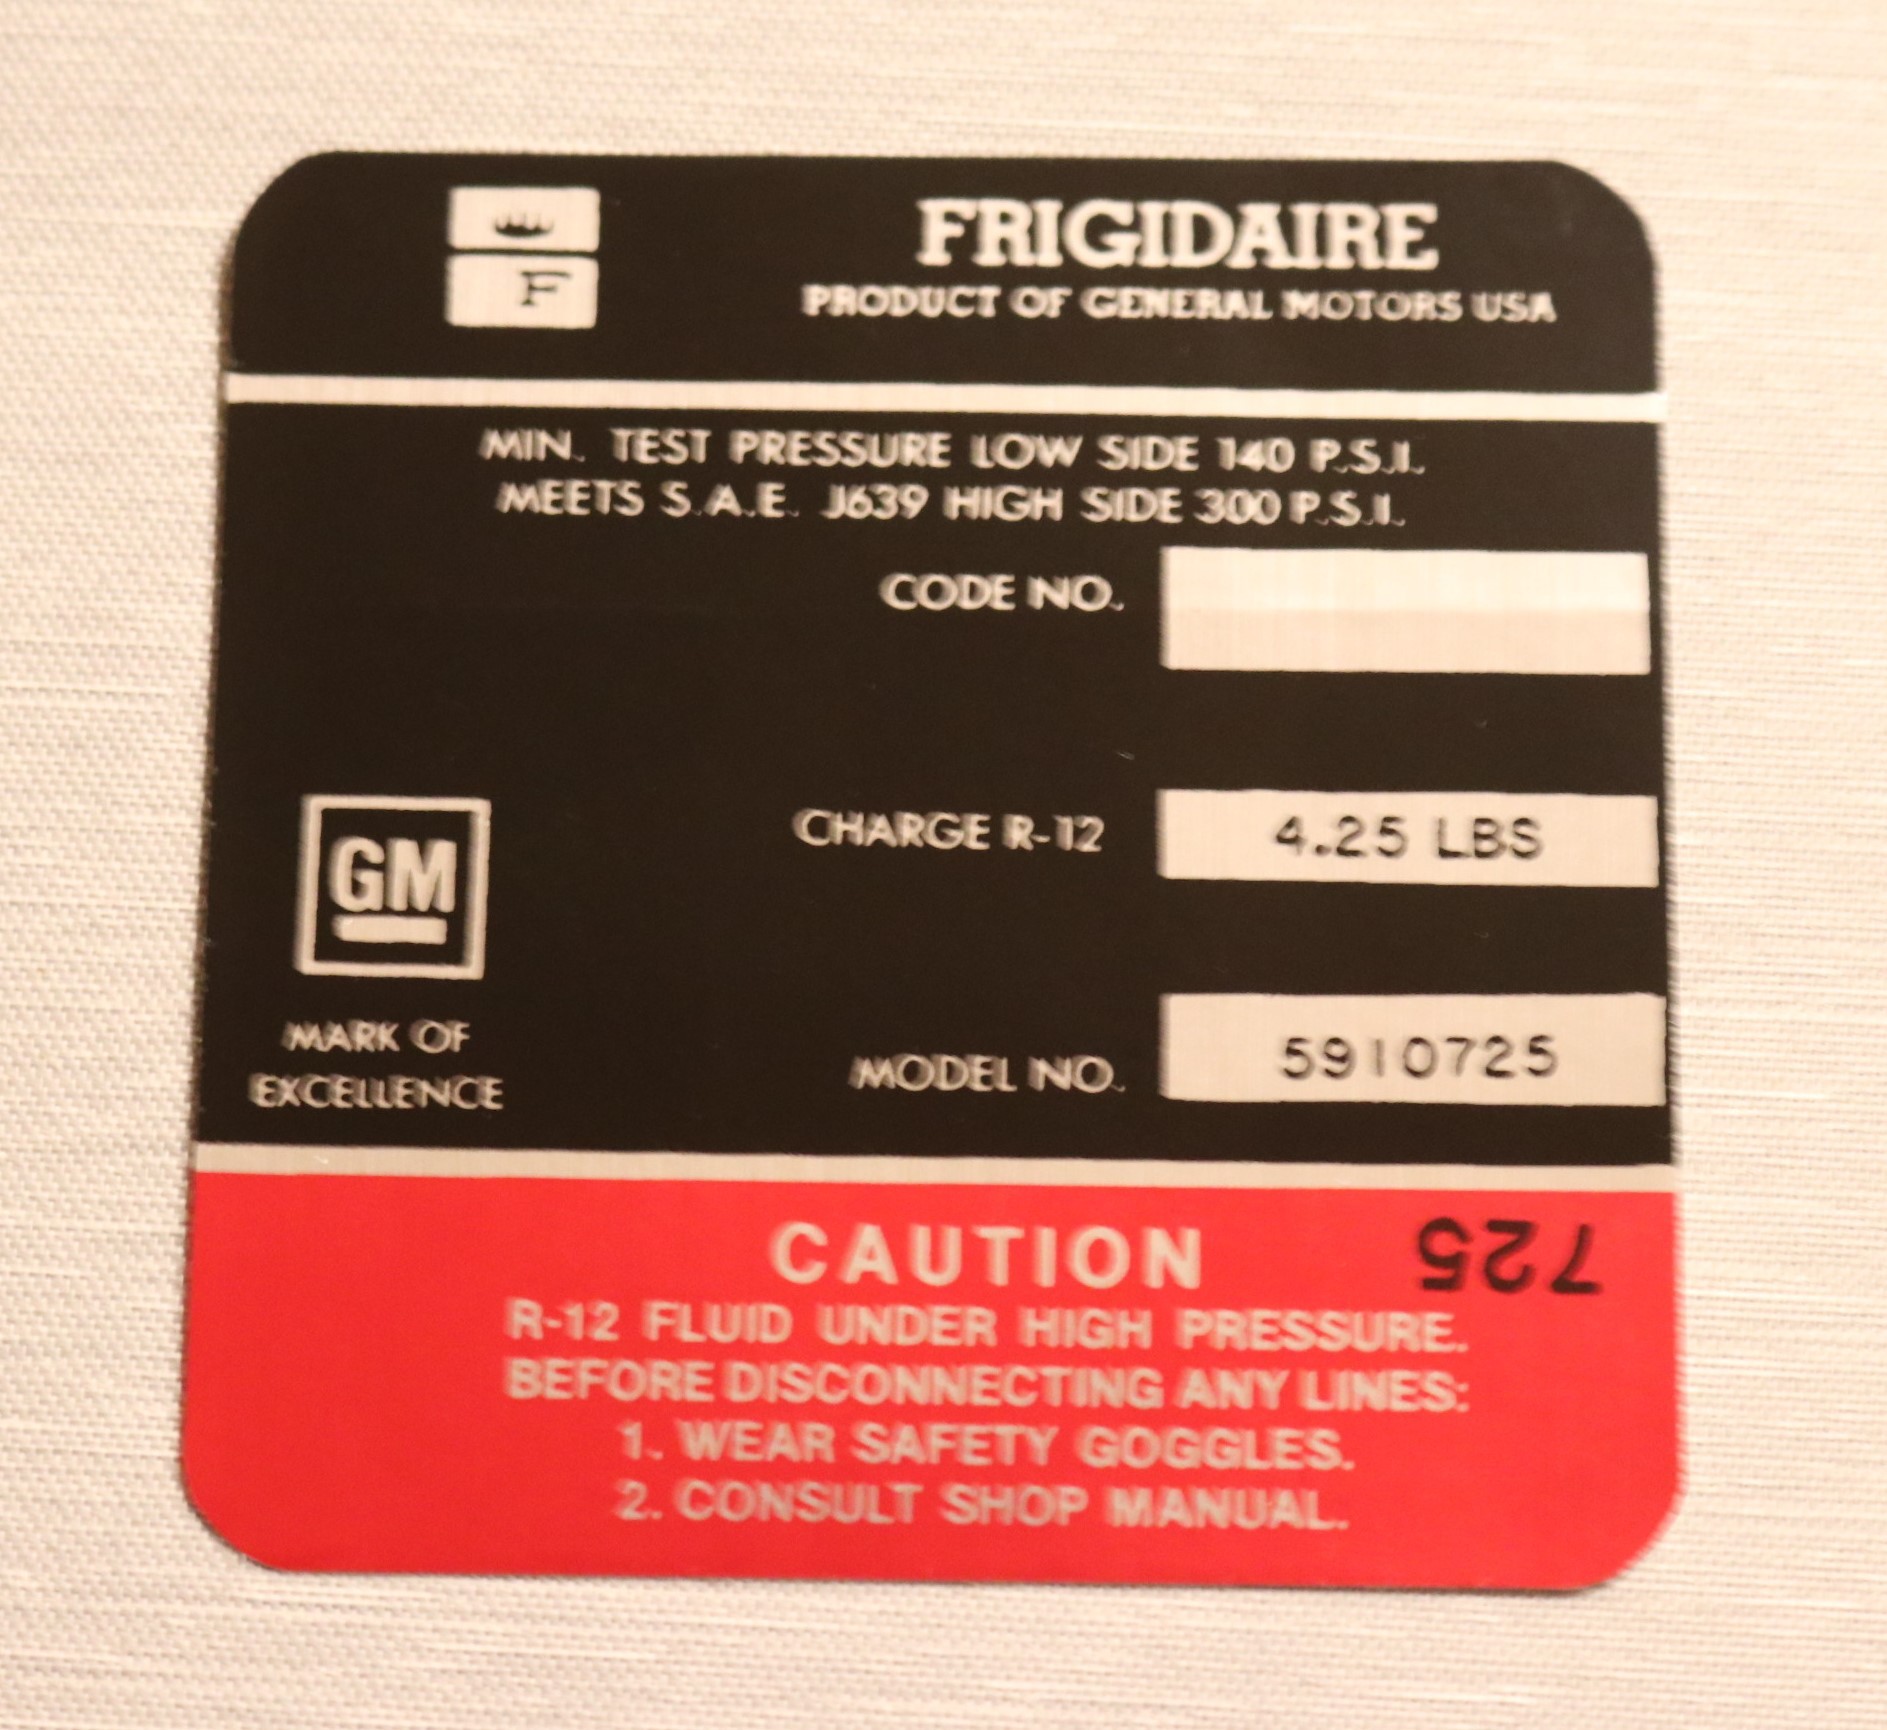 F
FRIGIDAIRE
PRODUCT OF GENERAL MOTORS USA
MIN. TEST PRESSURE LOW SIDE 140 P.S.I.
MEETS S.A.E. J639 HIGH SIDE 300 P.S.I.
CODE NO.
CHARGE R-12 4.25 LBS
GM
MARK OF
EXCELLENCE
MODEL NO. 5910725
CAUTION
725
R-12 FLUID UNDER HIGH PRESSURE.
BEFORE DISCONNECTING ANY LINES:
1. WEAR SAFETY GOGGLES.
2. CONSULT SHOP MANUAL.